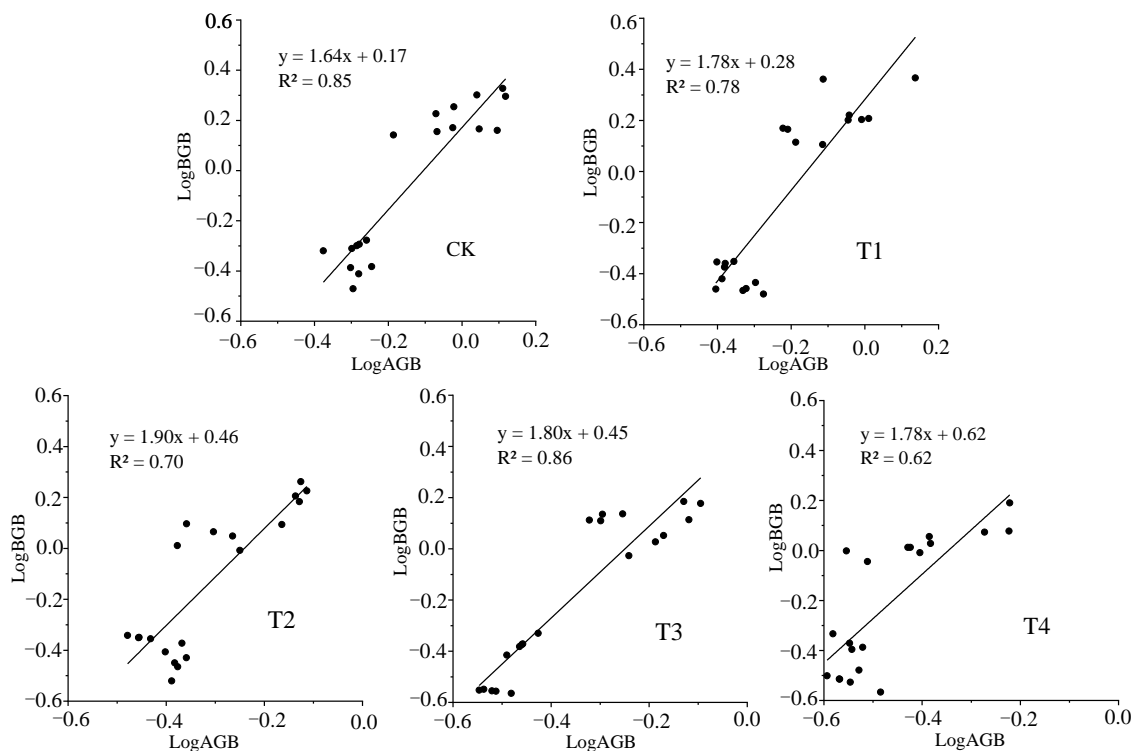 y = 1.64x + 0.17
R² = 0.85
0.6
0.4
0.2
0.0
−0.2
−0.4
−0.6
LogBGB
CK
−0.6
−0.4
−0.2
0.0
0.2
LogAGB
y = 1.78x + 0.28
R² = 0.78
0.6
0.4
0.2
0.0
−0.2
−0.4
−0.6
LogBGB
T1
−0.6
−0.4
−0.2
0.0
0.2
LogAGB
y = 1.90x + 0.46
R² = 0.70
0.6
0.4
0.2
0.0
−0.2
−0.4
−0.6
LogBGB
T2
−0.6
−0.4
−0.2
0.0
LogAGB
y = 1.80x + 0.45
R² = 0.86
0.6
0.4
0.2
0.0
−0.2
−0.4
−0.6
LogBGB
T3
−0.6
−0.4
−0.2
0.0
LogAGB
y = 1.78x + 0.62
R² = 0.62
0.6
0.4
0.2
0.0
−0.2
−0.4
−0.6
LogBGB
T4
−0.6
−0.4
−0.2
0.0
LogAGB